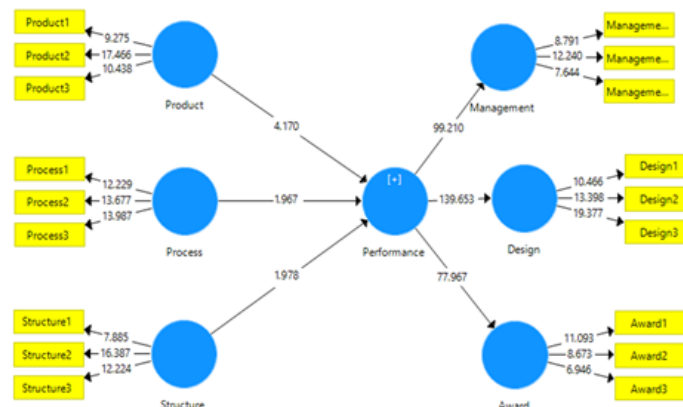 Product1
9.275
Product2
17.466
10.438
Product3
Product
4.170
Process1
12.229
Process2
13.677
13.987
Process3
Process
1.967
Structure1
7.885
Structure2
16.387
12.224
Structure3
Structure
1.978
[+]
Performance
99.210
139.653
77.967
Manageme...
8.791
Manageme...
12.240
7.644
Manageme...
Management
Design1
10.466
Design2
13.398
19.377
Design3
Design
Award1
11.093
Award2
8.673
6.946
Award3
Award